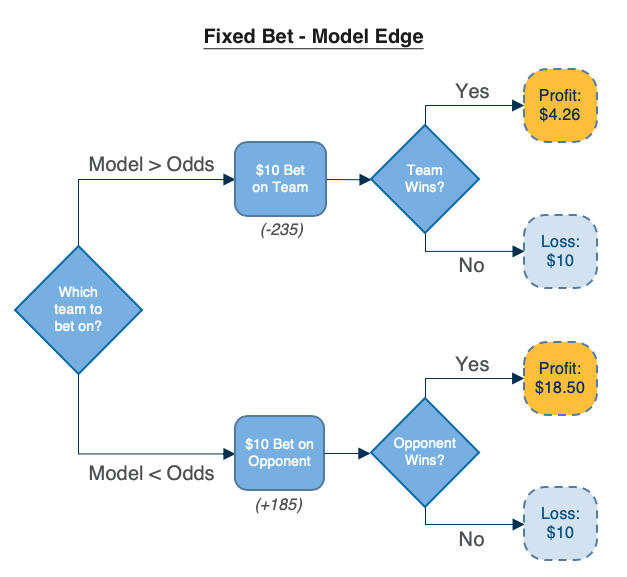 Fixed Bet - Model Edge
Yes
Profit:
$4.26
Model > Odds
$10 Bet
on Team
Team
Wins?
(-235)
Loss:
$10
No
Which
team to
bet on?
Yes
Profit:
$18.50
$10 Bet on
Opponent
Opponent
Wins?
Model < Odds
(+185)
Loss:
$10
No